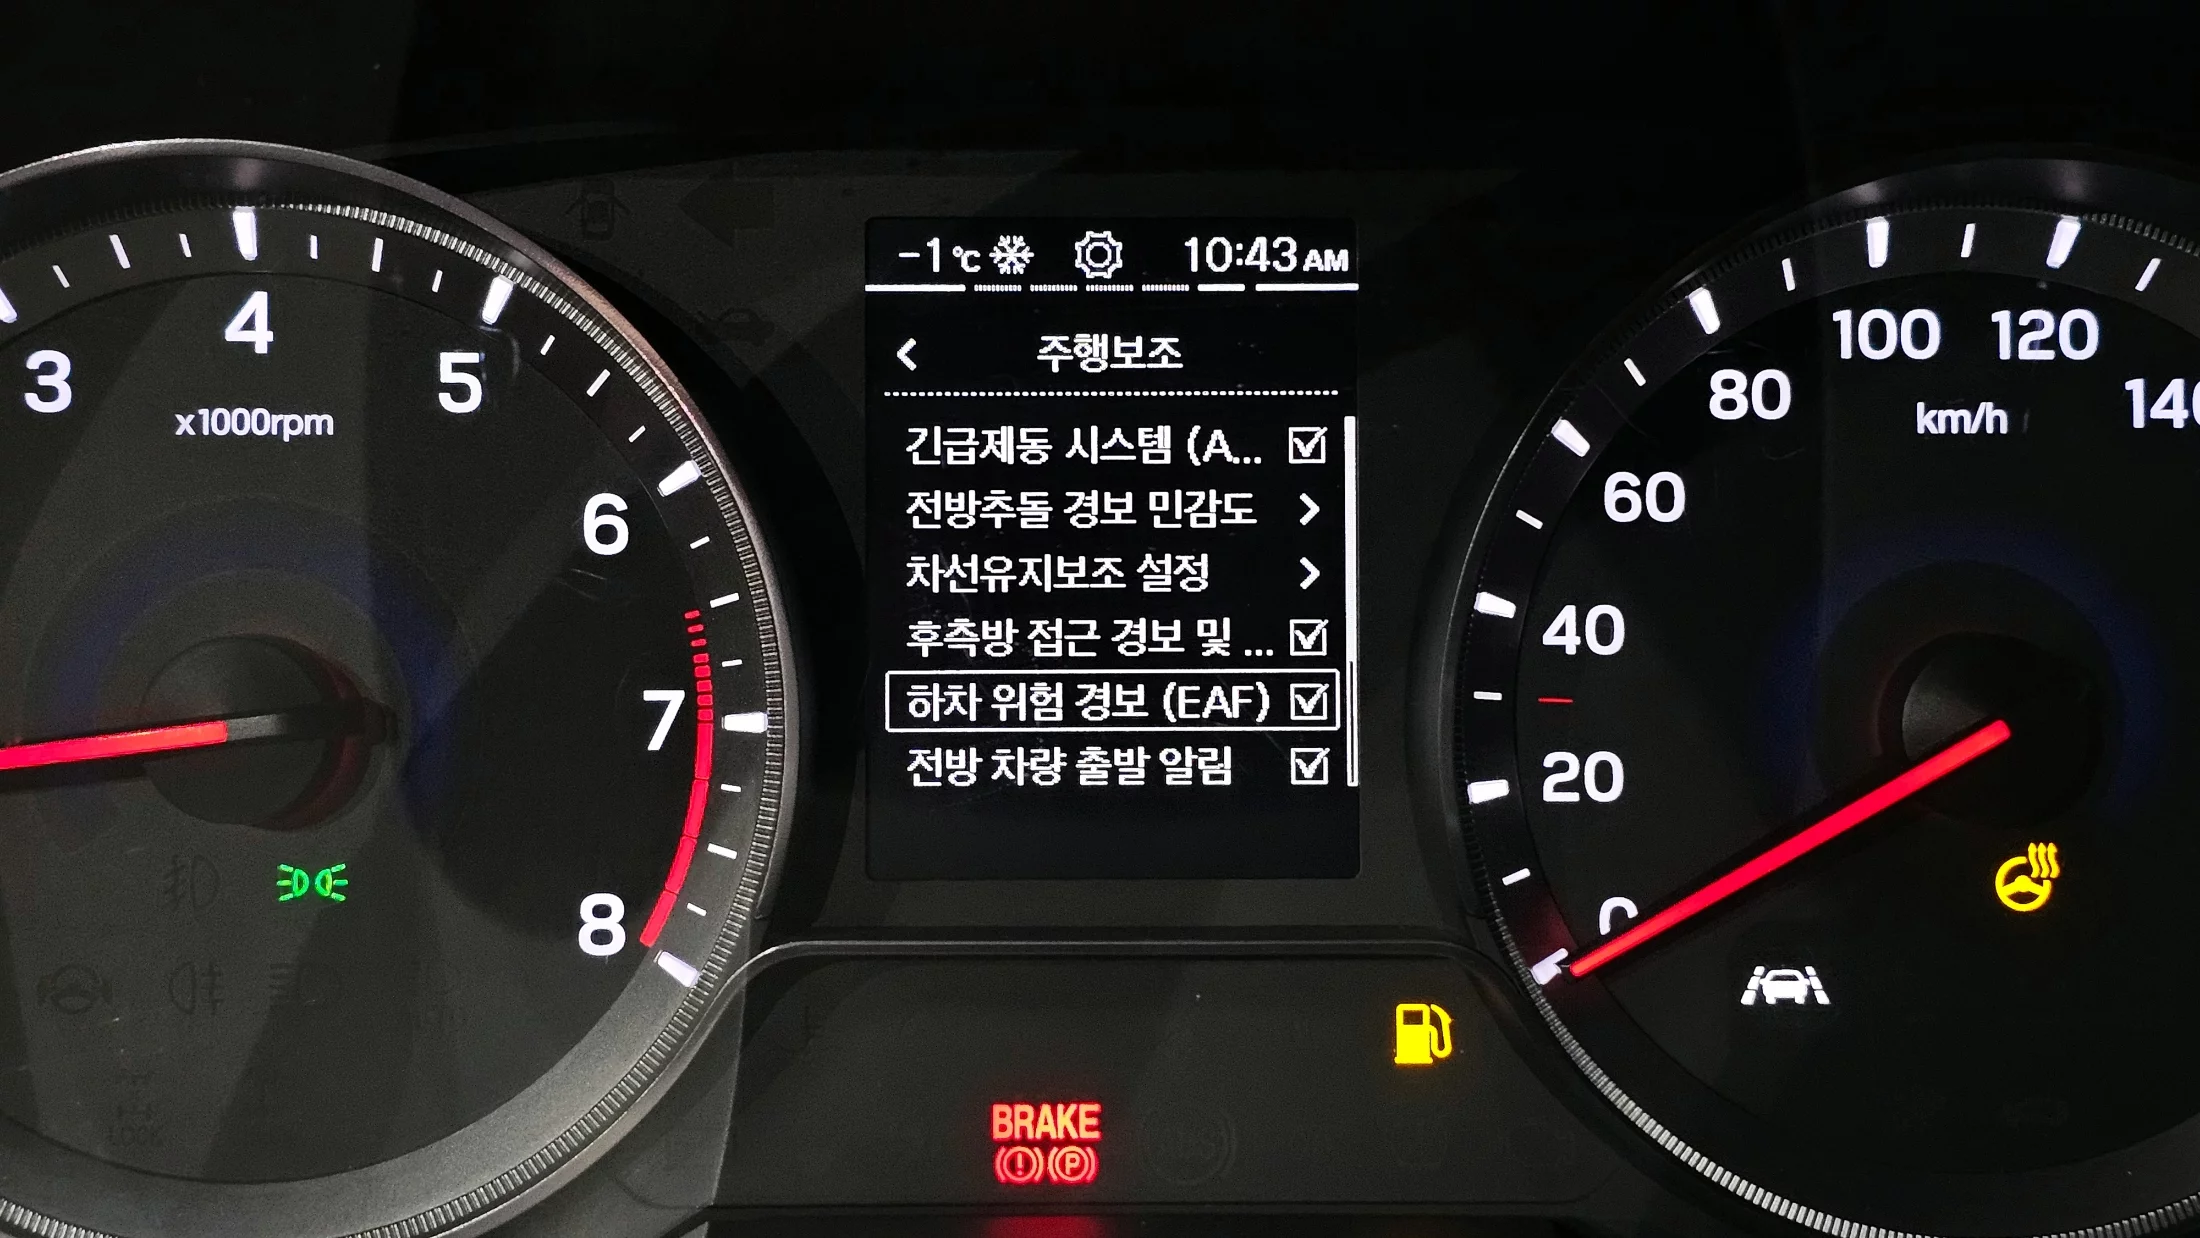 -1℃ 10:43AM
주행보조
긴급제동 시스템 (A...
전방추돌 경보 민감도
차선유지보조 설정
후측방 접근 경보 및 ...
하차 위험 경보 (EAF)
전방 차량 출발 알림
3
4
5
6
7
8
x1000rpm
0
20
40
60
80
100
120
140
km/h
BRAKE
(!) (P)
LOCK